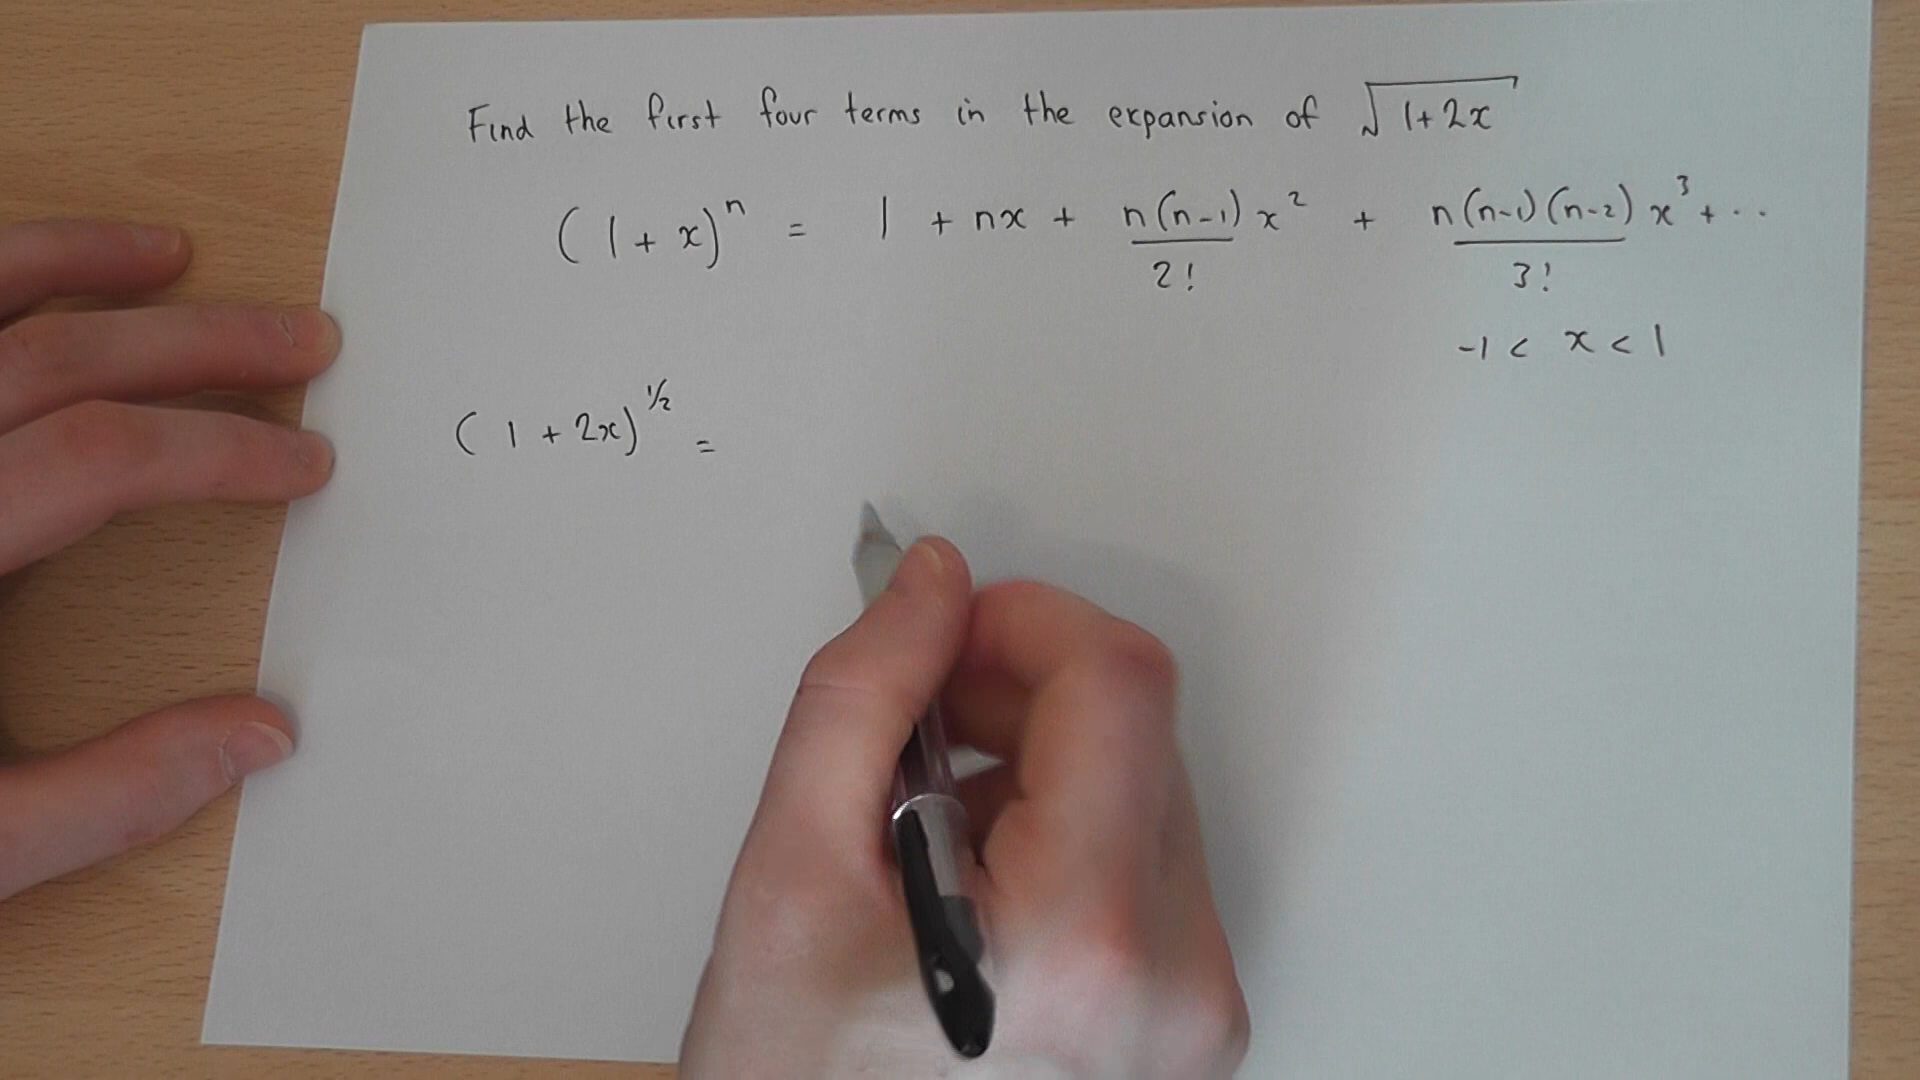 Find the first four terms in the expansion of √(1+2x)
(1 + x)ⁿ = 1 + nx + n(n-1)/2! x² + n(n-1)(n-2)/3! x³ + ..
-1 < x < 1
(1 + 2x)^½ =